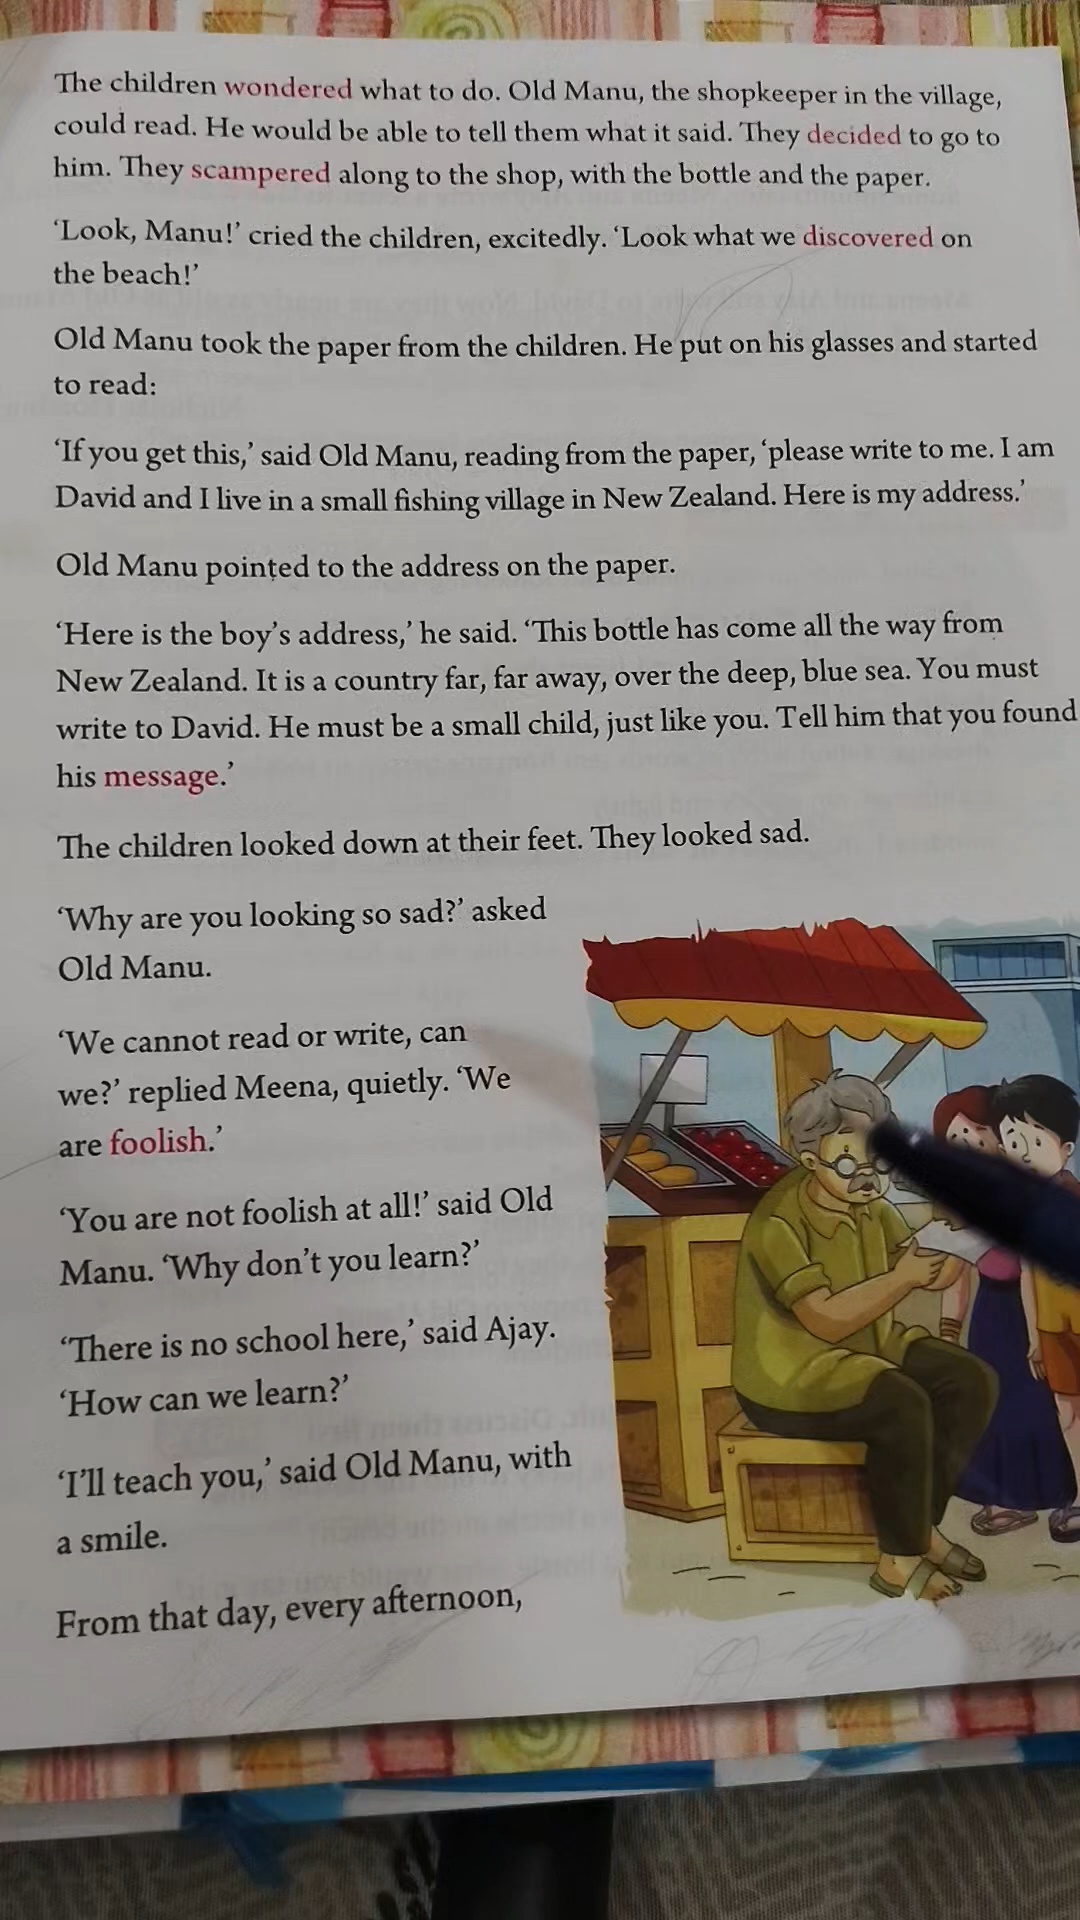 The children wondered what to do. Old Manu, the shopkeeper in the village,
could read. He would be able to tell them what it said. They decided to go to
him. They scampered along to the shop, with the bottle and the paper.
‘Look, Manu!’ cried the children, excitedly. ‘Look what we discovered on
the beach!’
Old Manu took the paper from the children. He put on his glasses and started
to read:
‘If you get this,’ said Old Manu, reading from the paper, ‘please write to me. I am
David and I live in a small fishing village in New Zealand. Here is my address.’
Old Manu pointed to the address on the paper.
‘Here is the boy’s address,’ he said. ‘This bottle has come all the way from
New Zealand. It is a country far, far away, over the deep, blue sea. You must
write to David. He must be a small child, just like you. Tell him that you found
his message.’
The children looked down at their feet. They looked sad.
‘Why are you looking so sad?’ asked
Old Manu.
‘We cannot read or write, can
we?’ replied Meena, quietly. ‘We
are foolish.’
‘You are not foolish at all!’ said Old
Manu. ‘Why don’t you learn?’
‘There is no school here,’ said Ajay.
‘How can we learn?’
‘I’ll teach you,’ said Old Manu, with
a smile.
From that day, every afternoon,